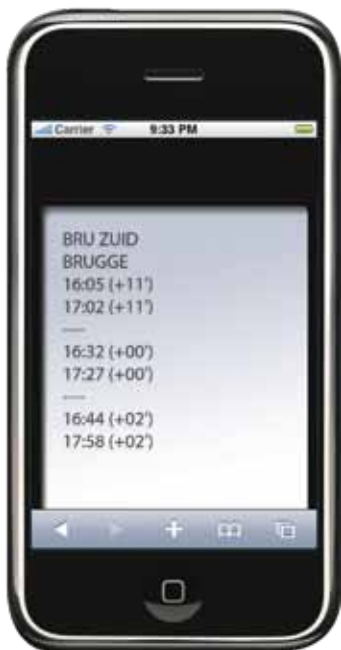 Carrier 9:33 PM
BRU ZUID
BRUGGE
16:05 (+11')
17:02 (+11')
----
16:32 (+00')
17:27 (+00')
----
16:44 (+02')
17:58 (+02')